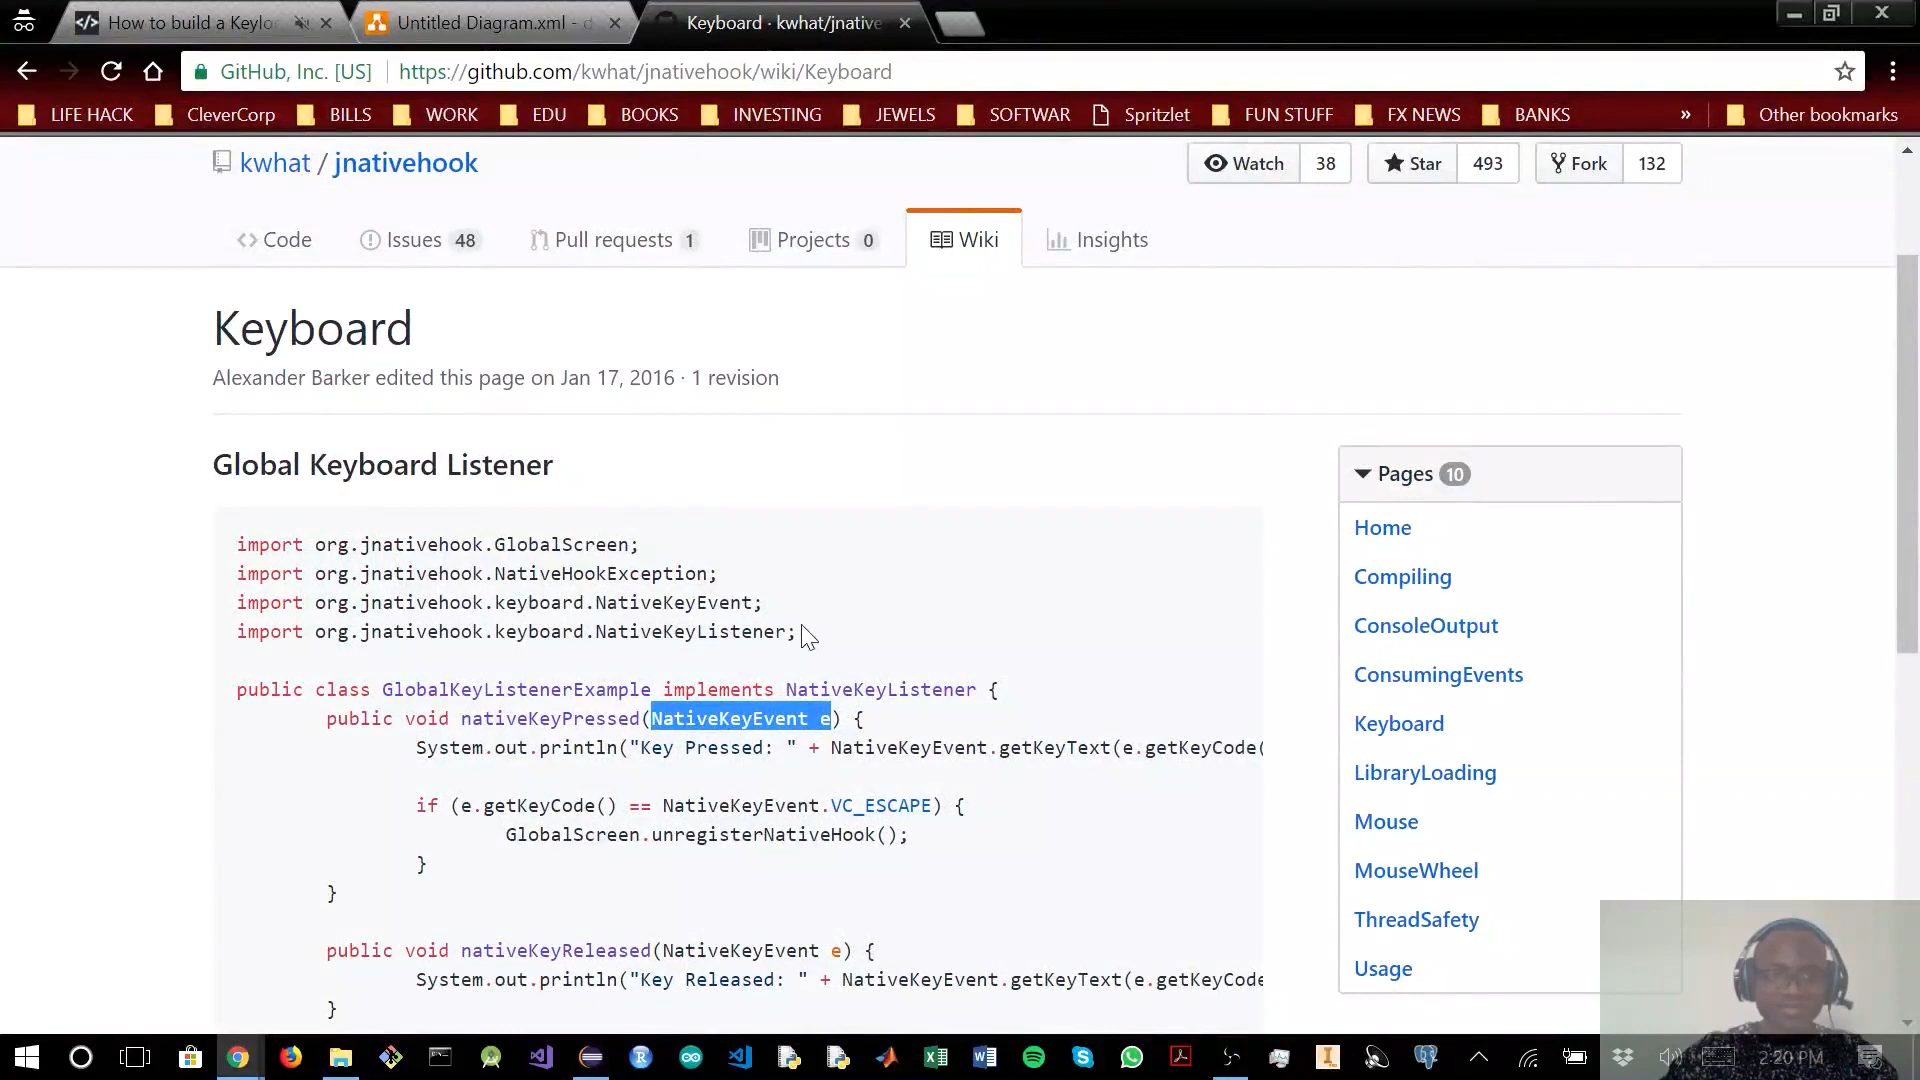 How to build a Keylo
Untitled Diagram.xml - d
Keyboard · kwhat/jnative
GitHub, Inc. [US] https://github.com/kwhat/jnativehook/wiki/Keyboard
LIFE HACK CleverCorp BILLS WORK EDU BOOKS INVESTING JEWELS SOFTWAR Spritzlet FUN STUFF FX NEWS BANKS » Other bookmarks
kwhat / jnativehook
Watch 38 Star 493 Fork 132
Code Issues 48 Pull requests 1 Projects 0 Wiki Insights
Keyboard
Alexander Barker edited this page on Jan 17, 2016 · 1 revision
Global Keyboard Listener
import org.jnativehook.GlobalScreen;
import org.jnativehook.NativeHookException;
import org.jnativehook.keyboard.NativeKeyEvent;
import org.jnativehook.keyboard.NativeKeyListener;
public class GlobalKeyListenerExample implements NativeKeyListener {
public void nativeKeyPressed(NativeKeyEvent e) {
System.out.println("Key Pressed: " + NativeKeyEvent.getKeyText(e.getKeyCode(
if (e.getKeyCode() == NativeKeyEvent.VC_ESCAPE) {
GlobalScreen.unregisterNativeHook();
}
}
public void nativeKeyReleased(NativeKeyEvent e) {
System.out.println("Key Released: " + NativeKeyEvent.getKeyText(e.getKeyCode
}
Pages 10
Home
Compiling
ConsoleOutput
ConsumingEvents
Keyboard
LibraryLoading
Mouse
MouseWheel
ThreadSafety
Usage
2:20 PM